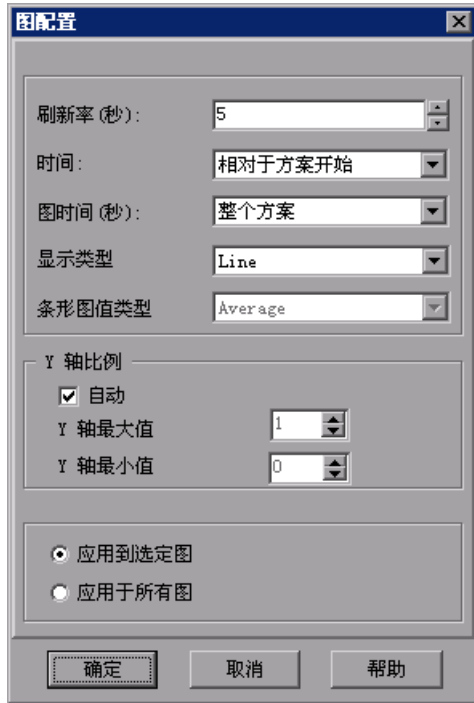 图配置
刷新率(秒): 5
时间: 相对于方案开始
图时间(秒): 整个方案
显示类型 Line
条形图值类型 Average
Y 轴比例
自动
Y 轴最大值 1
Y 轴最小值 0
应用到选定图
应用于所有图
确定 取消 帮助